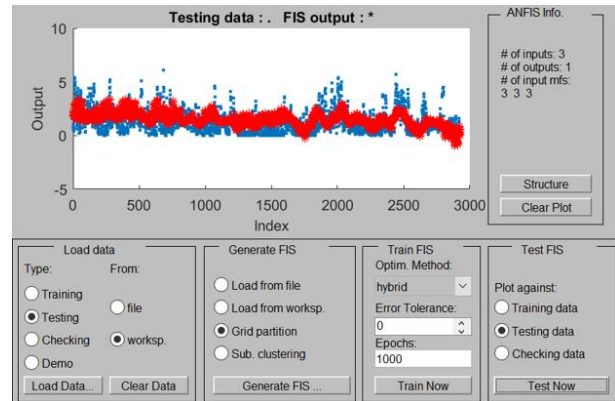 Testing data : .   FIS output : *
10
5
0
-5
Output
0 500 1000 1500 2000 2500 3000
Index
ANFIS Info.
# of inputs: 3
# of outputs: 1
# of input mfs:
3 3 3
Structure
Clear Plot
Load data
Type:
From:
Training
Testing
Checking
Demo
file
worksp.
Load Data...
Clear Data
Generate FIS
Load from file
Load from worksp.
Grid partition
Sub. clustering
Generate FIS ...
Train FIS
Optim. Method:
hybrid
Error Tolerance:
0
Epochs:
1000
Train Now
Test FIS
Plot against:
Training data
Testing data
Checking data
Test Now